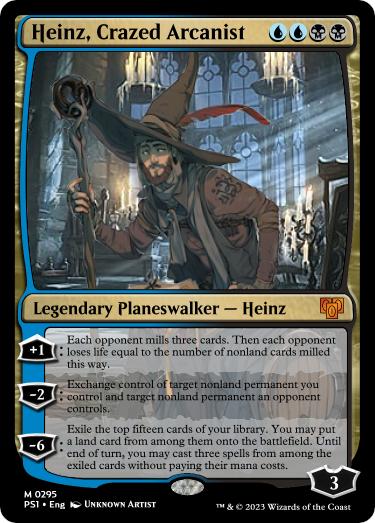 Heinz, Crazed Arcanist
Legendary Planeswalker — Heinz
+1
: Each opponent mills three cards. Then each opponent
loses life equal to the number of nonland cards milled
this way.
-2
: Exchange control of target nonland permanent you
control and target nonland permanent an opponent
controls.
-6
: Exile the top fifteen cards of your library. You may put
a land card from among them onto the battlefield. Until
end of turn, you may cast three spells from among the
exiled cards without paying their mana costs.
3
M 0295
PS1 • Eng Unknown Artist
™ & © 2023 Wizards of the Coast